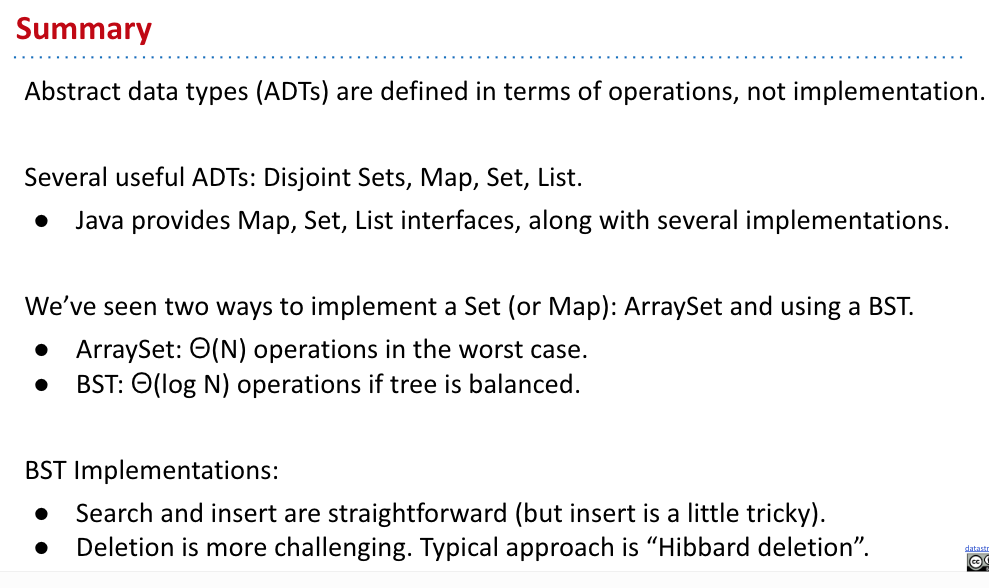 Summary
Abstract data types (ADTs) are defined in terms of operations, not implementation.
Several useful ADTs: Disjoint Sets, Map, Set, List.
● Java provides Map, Set, List interfaces, along with several implementations.
We’ve seen two ways to implement a Set (or Map): ArraySet and using a BST.
● ArraySet: Θ(N) operations in the worst case.
● BST: Θ(log N) operations if tree is balanced.
BST Implementations:
● Search and insert are straightforward (but insert is a little tricky).
● Deletion is more challenging. Typical approach is “Hibbard deletion”.
datastr
cc